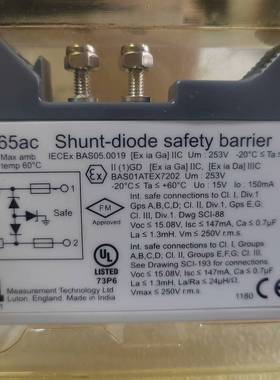 65ac Shunt-diode safety barrier
Max amb
temp 60°C
IECEx BAS05.0019 [Ex ia Ga] IIC Um : 253V -20°C ≤ Ta ≤
Ex
II (1)GD [Ex ia Ga] IIC, [Ex ia Da] IIIC
BAS01ATEX7202 Um : 253V
-20°C ≤ Ta ≤ +60°C Uo : 15V Io : 150mA
Safe
FM
Approved
Int. safe connections to Cl. I, Div.1
Gps A,B,C,D; Cl. II, Div. 1, Gps E,F,G;
Cl. III, Div. 1. Dwg SCI-88
Voc ≤ 15.08V, Isc ≤ 147mA, Ca ≤ 0.7µF
La ≤ 1.3mH. Vm ≤ 250V r.m.s.
UL
LISTED
73P6
Int. safe connections to Cl. I, Groups
A,B,C,D; Cl. II, Groups E,F,G; Cl. III.
See Drawing SCI-193 for connections
Voc ≤ 15.08V, Isc ≤ 147mA, Ca ≤ 0.7µF
La ≤ 1.3mH. La/Ra ≤ 24µH/Ω.
Vmax ≤ 250V r.m.s.
1180
Measurement Technology Ltd
Luton. England. Made in India